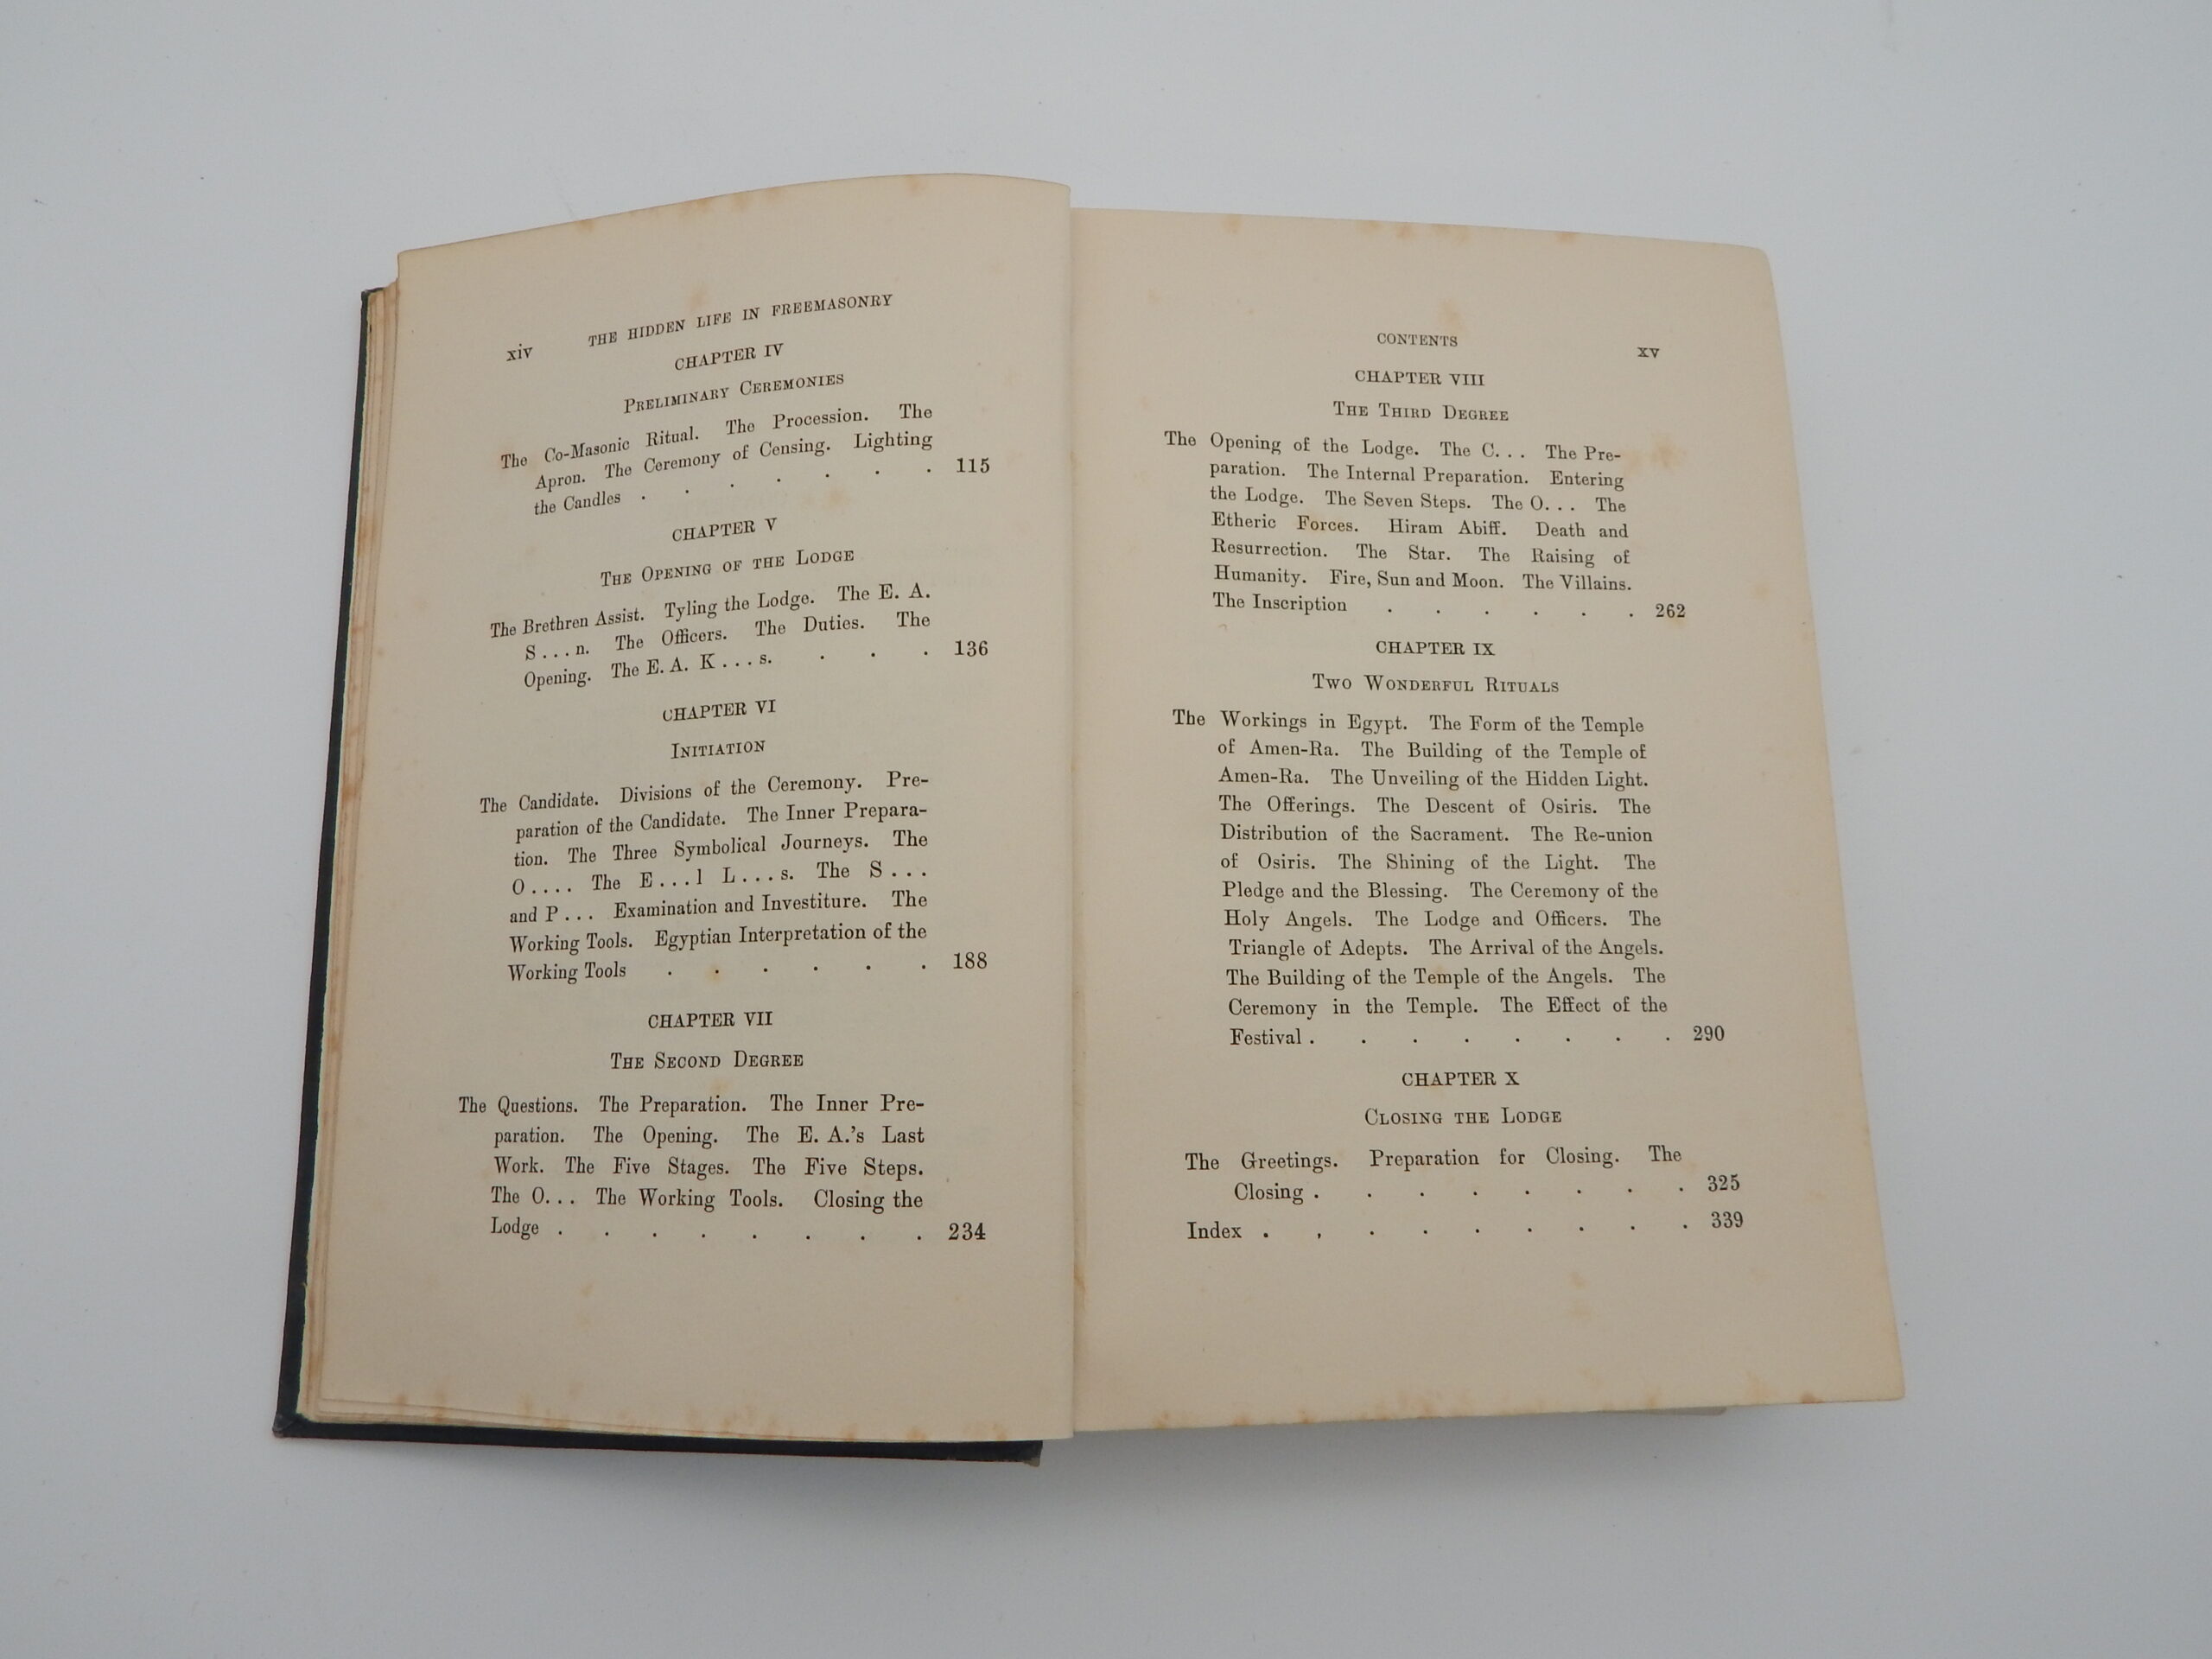 xiv THE HIDDEN LIFE IN FREEMASONRY
CHAPTER IV
PRELIMINARY CEREMONIES
The Co-Masonic Ritual. The Procession. The
Apron. The Ceremony of Censing. Lighting
the Candles . . . . . . . 115
CHAPTER V
THE OPENING OF THE LODGE
The Brethren Assist. Tyling the Lodge. The E. A.
S...n. The Officers. The Duties. The
Opening. The E. A. K...s. . . . 136
CHAPTER VI
INITIATION
The Candidate. Divisions of the Ceremony. Pre-
paration of the Candidate. The Inner Prepara-
tion. The Three Symbolical Journeys. The
O.... The E...l L...s. The S...
and P... Examination and Investiture. The
Working Tools. Egyptian Interpretation of the
Working Tools . . . . . . 188
CHAPTER VII
THE SECOND DEGREE
The Questions. The Preparation. The Inner Pre-
paration. The Opening. The E. A.'s Last
Work. The Five Stages. The Five Steps.
The O... The Working Tools. Closing the
Lodge . . . . . . . . 234
CONTENTS xv
CHAPTER VIII
THE THIRD DEGREE
The Opening of the Lodge. The C... The Pre-
paration. The Internal Preparation. Entering
the Lodge. The Seven Steps. The O... The
Etheric Forces. Hiram Abiff. Death and
Resurrection. The Star. The Raising of
Humanity. Fire, Sun and Moon. The Villains.
The Inscription . . . . . . 262
CHAPTER IX
TWO WONDERFUL RITUALS
The Workings in Egypt. The Form of the Temple
of Amen-Ra. The Building of the Temple of
Amen-Ra. The Unveiling of the Hidden Light.
The Offerings. The Descent of Osiris. The
Distribution of the Sacrament. The Re-union
of Osiris. The Shining of the Light. The
Pledge and the Blessing. The Ceremony of the
Holy Angels. The Lodge and Officers. The
Triangle of Adepts. The Arrival of the Angels.
The Building of the Temple of the Angels. The
Ceremony in the Temple. The Effect of the
Festival . . . . . . . . 290
CHAPTER X
CLOSING THE LODGE
The Greetings. Preparation for Closing. The
Closing . . . . . . . . 325
Index . , . . . . . . . 339